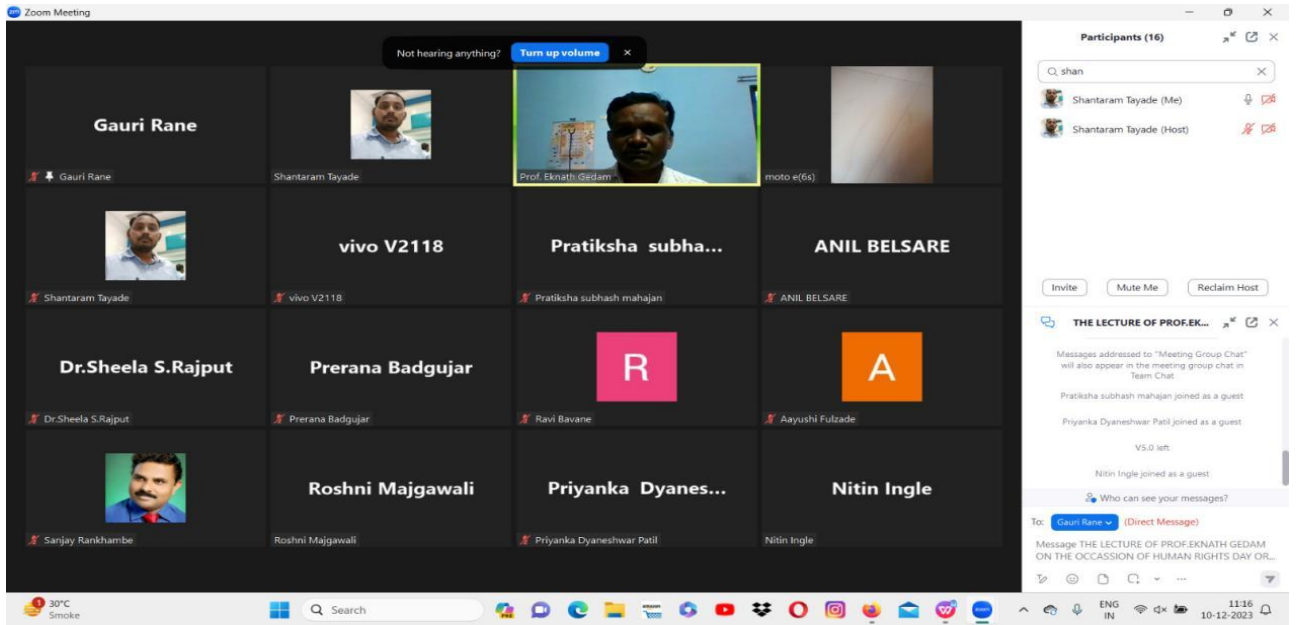 Zoom Meeting
Not hearing anything? Turn up volume ×
Gauri Rane
Gauri Rane
Shantaram Tayade
Prof. Eknath Gedam
moto e(6s)
vivo V2118
Pratiksha subha...
ANIL BELSARE
Shantaram Tayade
vivo V2118
Pratiksha subhash mahajan
ANIL BELSARE
Dr.Sheela S.Rajput
Prerana Badgujar
R
A
Dr.Sheela S.Rajput
Prerana Badgujar
Ravi Bavane
Aayushi Fulzade
Roshni Majgawali
Priyanka Dyanes...
Nitin Ingle
Sanjay Rankhambe
Roshni Majgawali
Priyanka Dyaneshwar Patil
Nitin Ingle
Participants (16)
shan
Shantaram Tayade (Me)
Shantaram Tayade (Host)
Invite Mute Me Reclaim Host
THE LECTURE OF PROF.EK...
Messages addressed to "Meeting Group Chat"
will also appear in the meeting group chat in
Team Chat
Pratiksha subhash mahajan joined as a guest
Priyanka Dyaneshwar Patil joined as a guest
V5.0 left
Nitin Ingle joined as a guest
Who can see your messages?
To: Gauri Rane (Direct Message)
Message THE LECTURE OF PROF.EKNATH GEDAM
ON THE OCCASSION OF HUMAN RIGHTS DAY OR...
1
30°C
Smoke
Search
ENG
IN
11:16
10-12-2023